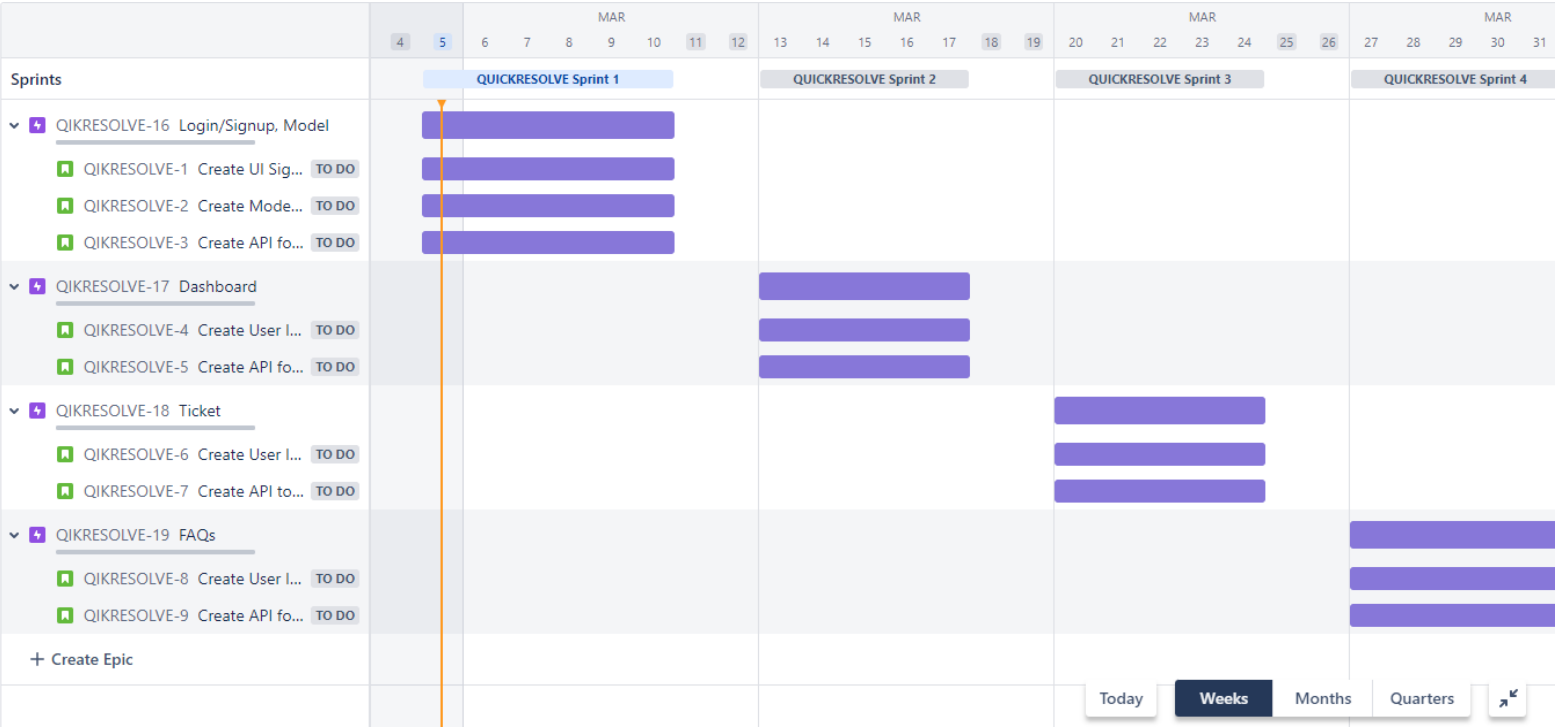 MAR MAR MAR MAR
4 5 6 7 8 9 10 11 12 13 14 15 16 17 18 19 20 21 22 23 24 25 26 27 28 29 30 31
Sprints QUICKRESOLVE Sprint 1 QUICKRESOLVE Sprint 2 QUICKRESOLVE Sprint 3 QUICKRESOLVE Sprint 4
QIKRESOLVE-16 Login/Signup, Model
QIKRESOLVE-1 Create UI Sig... TO DO
QIKRESOLVE-2 Create Mode... TO DO
QIKRESOLVE-3 Create API fo... TO DO
QIKRESOLVE-17 Dashboard
QIKRESOLVE-4 Create User I... TO DO
QIKRESOLVE-5 Create API fo... TO DO
QIKRESOLVE-18 Ticket
QIKRESOLVE-6 Create User I... TO DO
QIKRESOLVE-7 Create API to... TO DO
QIKRESOLVE-19 FAQs
QIKRESOLVE-8 Create User I... TO DO
QIKRESOLVE-9 Create API fo... TO DO
+ Create Epic
Today Weeks Months Quarters